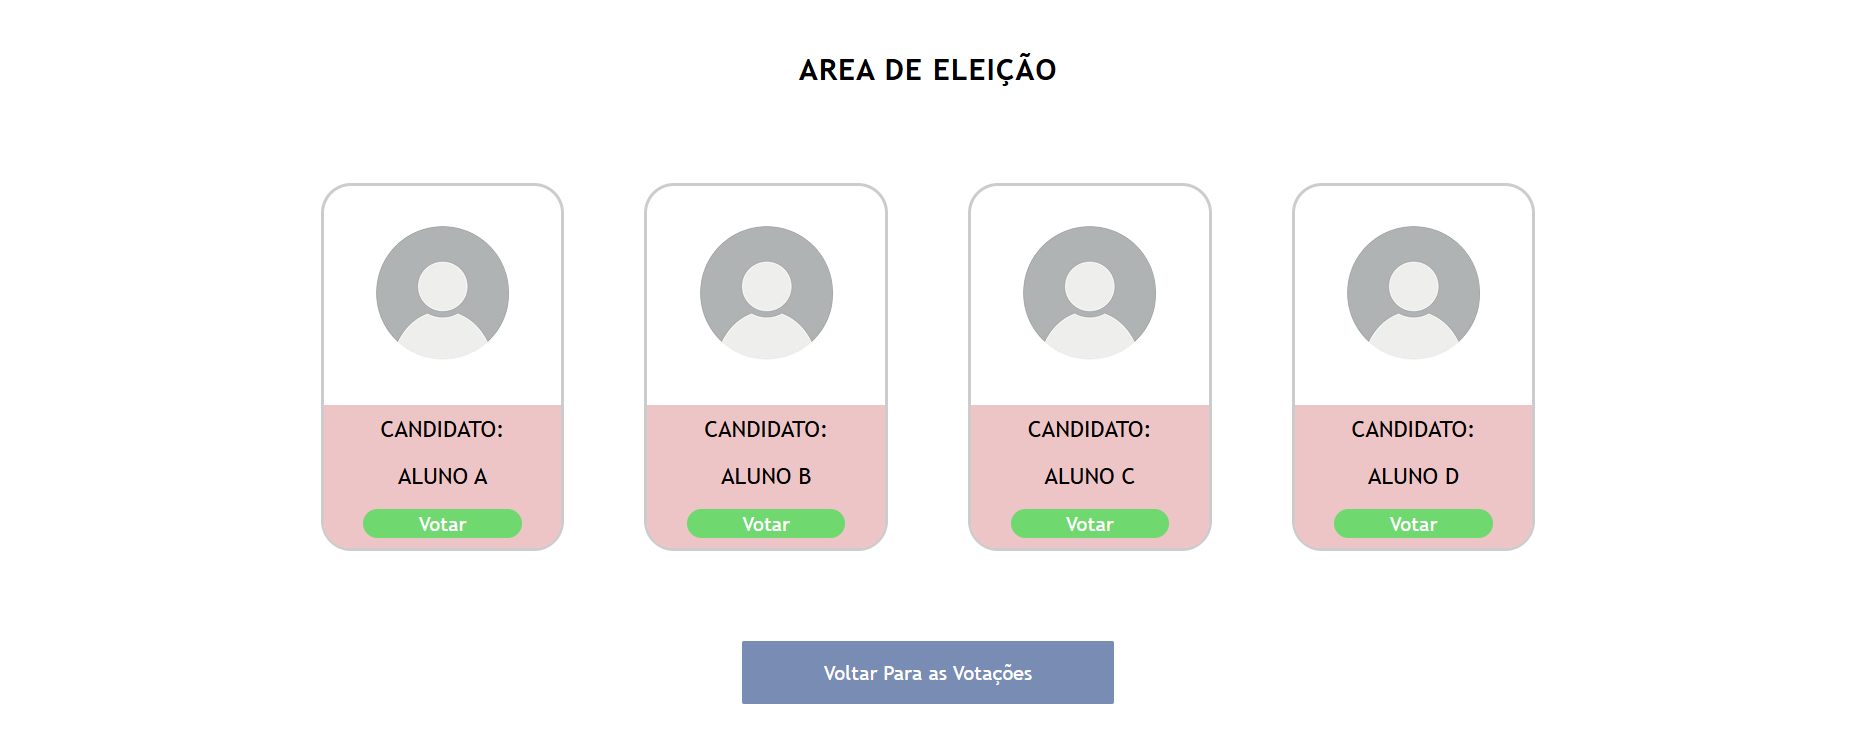 AREA DE ELEIÇÃO
CANDIDATO:
ALUNO A
Votar
CANDIDATO:
ALUNO B
Votar
CANDIDATO:
ALUNO C
Votar
CANDIDATO:
ALUNO D
Votar
Voltar Para as Votações